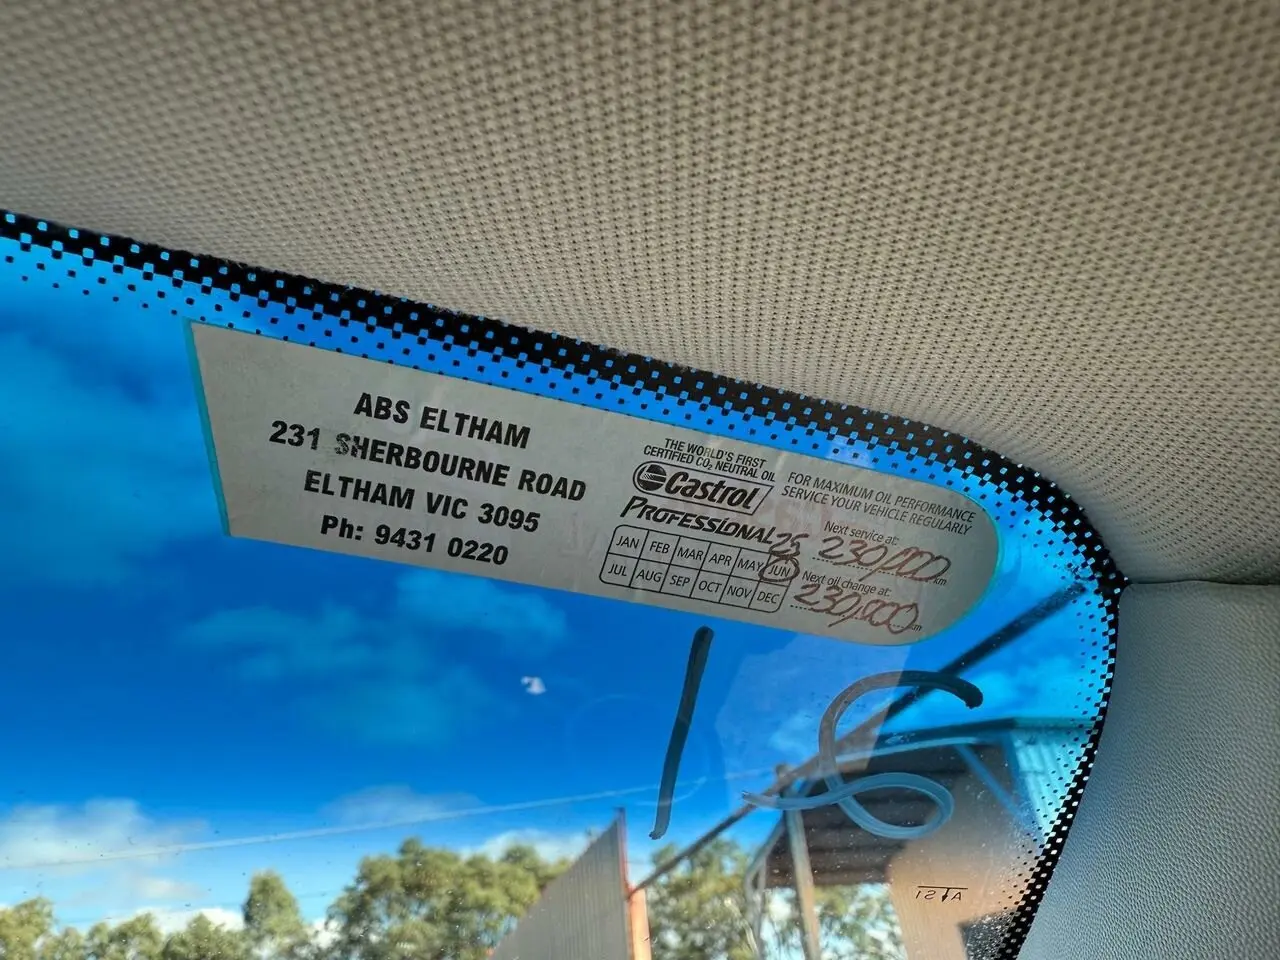 ABS ELTHAM
231 SHERBOURNE ROAD
ELTHAM VIC 3095
Ph: 9431 0220
THE WORLD'S FIRST
CERTIFIED CO₂ NEUTRAL OIL
Castrol
PROFESSIONAL
25
JAN FEB MAR APR MAY JUN
JUL AUG SEP OCT NOV DEC
FOR MAXIMUM OIL PERFORMANCE
SERVICE YOUR VEHICLE REGULARLY
Next service at:
230,000 km
Next oil change at:
230,000 km